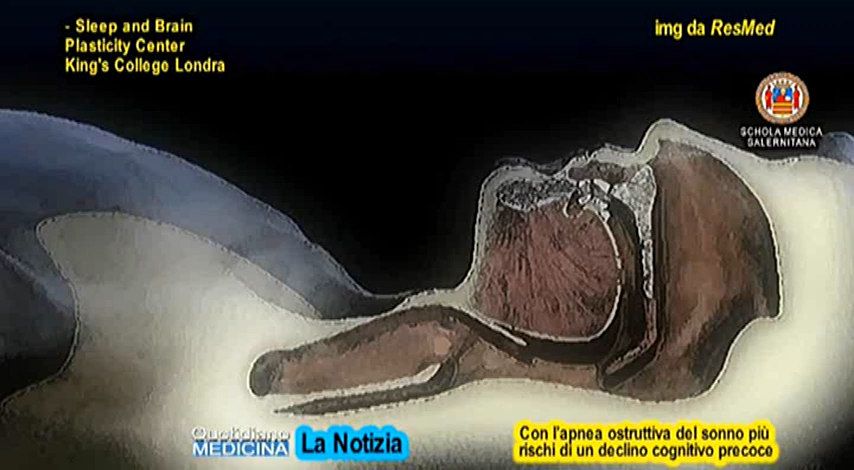 - Sleep and Brain
Plasticity Center
King's College Londra
img da ResMed
SCHOLA MEDICA
SALERNITANA
Quotidiano
MEDICINA
La Notizia
Con l'apnea ostruttiva del sonno più
rischi di un declino cognitivo precoce